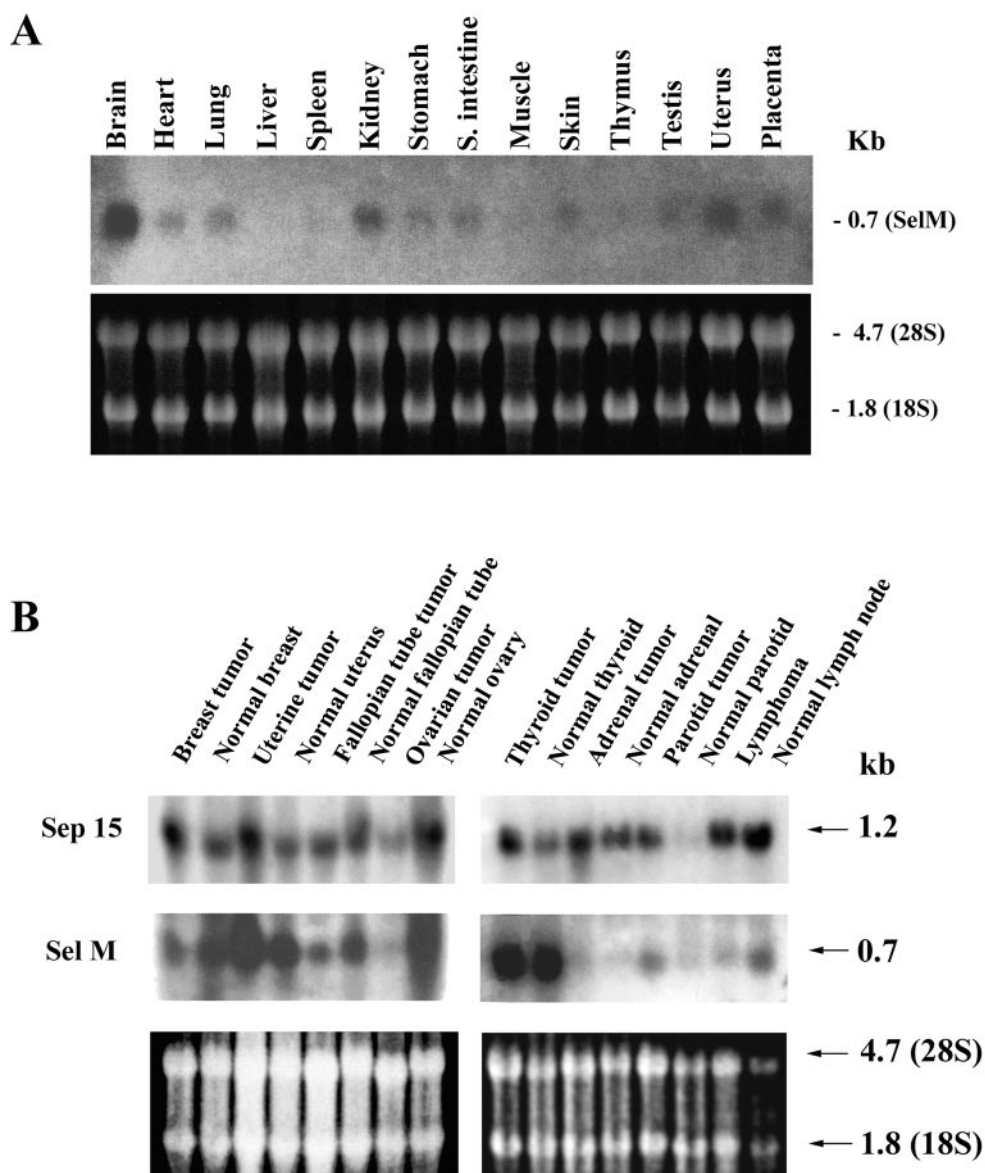 A
Brain
Heart
Lung
Liver
Spleen
Kidney
Stomach
S. intestine
Muscle
Skin
Thymus
Testis
Uterus
Placenta
Kb
- 0.7 (SelM)
- 4.7 (28S)
- 1.8 (18S)
B
Breast tumor
Normal breast
Uterine tumor
Normal uterus
Fallopian tube tumor
Normal fallopian tube
Ovarian tumor
Normal ovary
Thyroid tumor
Normal thyroid
Adrenal tumor
Normal adrenal
Parotid tumor
Normal parotid
Lymphoma
Normal lymph node
kb
Sep 15
1.2
Sel M
0.7
4.7 (28S)
1.8 (18S)